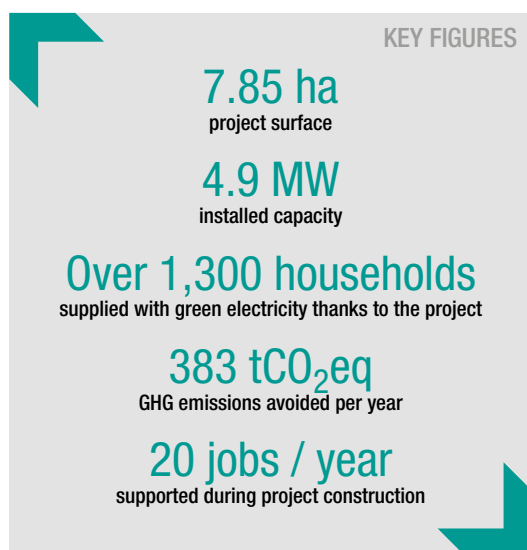 KEY FIGURES
7.85 ha
project surface
4.9 MW
installed capacity
Over 1,300 households
supplied with green electricity thanks to the project
383 tCO₂eq
GHG emissions avoided per year
20 jobs / year
supported during project construction